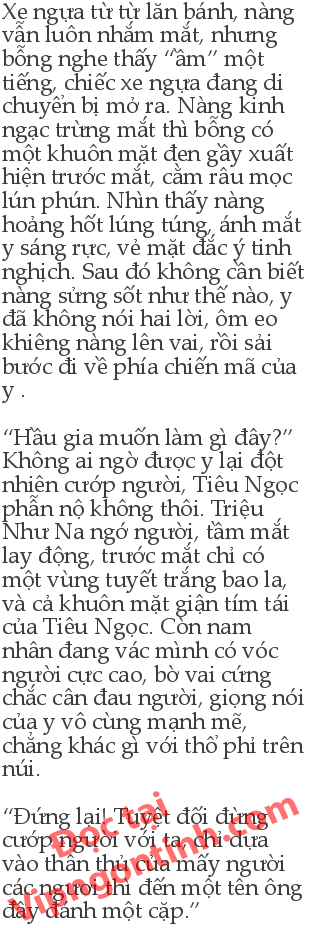 Xe ngựa từ từ lăn bánh, nàng
vẫn luôn nhắm mắt, nhưng
bỗng nghe thấy “ầm” một
tiếng, chiếc xe ngựa đang di
chuyển bị mở ra. Nàng kinh
ngạc trừng mắt thì bỗng có
một khuôn mặt đen gầy xuất
hiện trước mắt, cằm râu mọc
lún phún. Nhìn thấy nàng
hoảng hốt lúng túng, ánh mắt
y sáng rực, vẻ mặt đắc ý tinh
nghịch. Sau đó không cần biết
nàng sửng sốt như thế nào, y
đã không nói hai lời, ôm eo
khiêng nàng lên vai, rồi sải
bước đi về phía chiến mã của
y .
“Hầu gia muốn làm gì đây?”
Không ai ngờ được y lại đột
nhiên cướp người, Tiêu Ngọc
phẫn nộ không thôi. Triệu
Như Na ngớ người, tầm mắt
lay động, trước mắt chỉ có
một vùng tuyết trắng bao la,
và cả khuôn mặt giận tím tái
của Tiêu Ngọc. Còn nam
nhân đang vác mình có vóc
người cực cao, bờ vai cứng
chắc cân đau người, giọng nói
của y vô cùng mạnh mẽ,
chẳng khác gì với thổ phỉ trên
núi.
“Đứng lại! Tuyệt đối đừng
cướp người với ta, chỉ dựa
vào thân thủ của mấy người
các ngươi thì đến một tên ông
đây đánh một cặp.”
Đọc tại
Vipngontinh.com